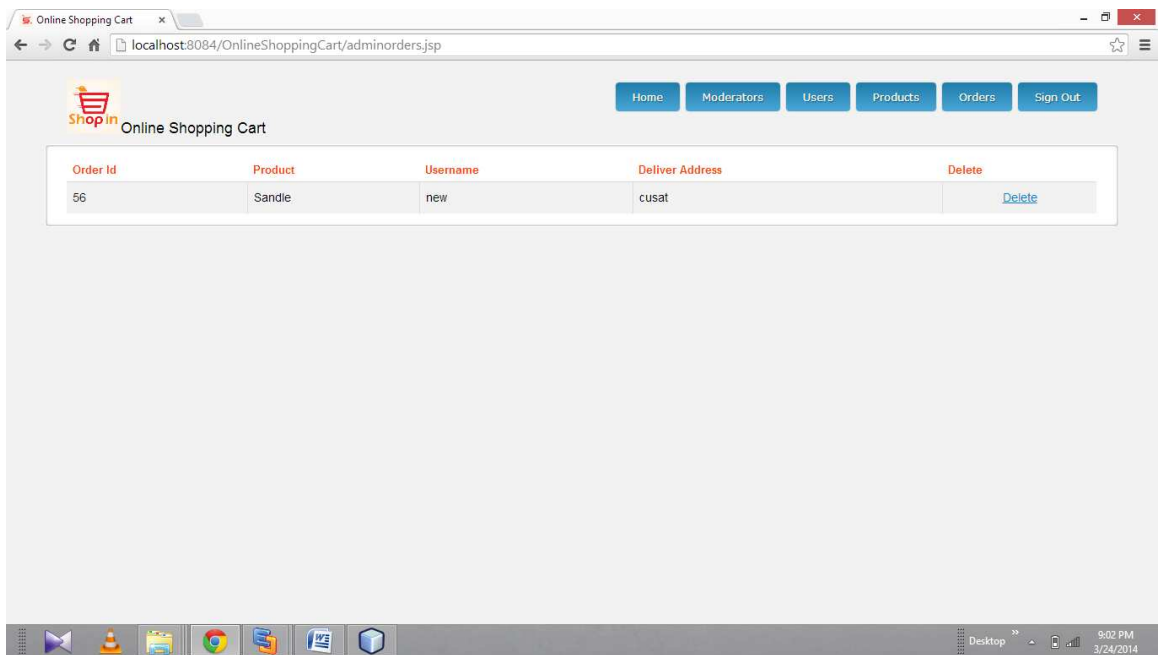 Online Shopping Cart
localhost:8084/OnlineShoppingCart/adminorders.jsp
Shop in
Online Shopping Cart
Home Moderators Users Products Orders Sign Out
Order Id Product Username Deliver Address Delete
56 Sandle new cusat Delete
Desktop
9:02 PM
3/24/2014